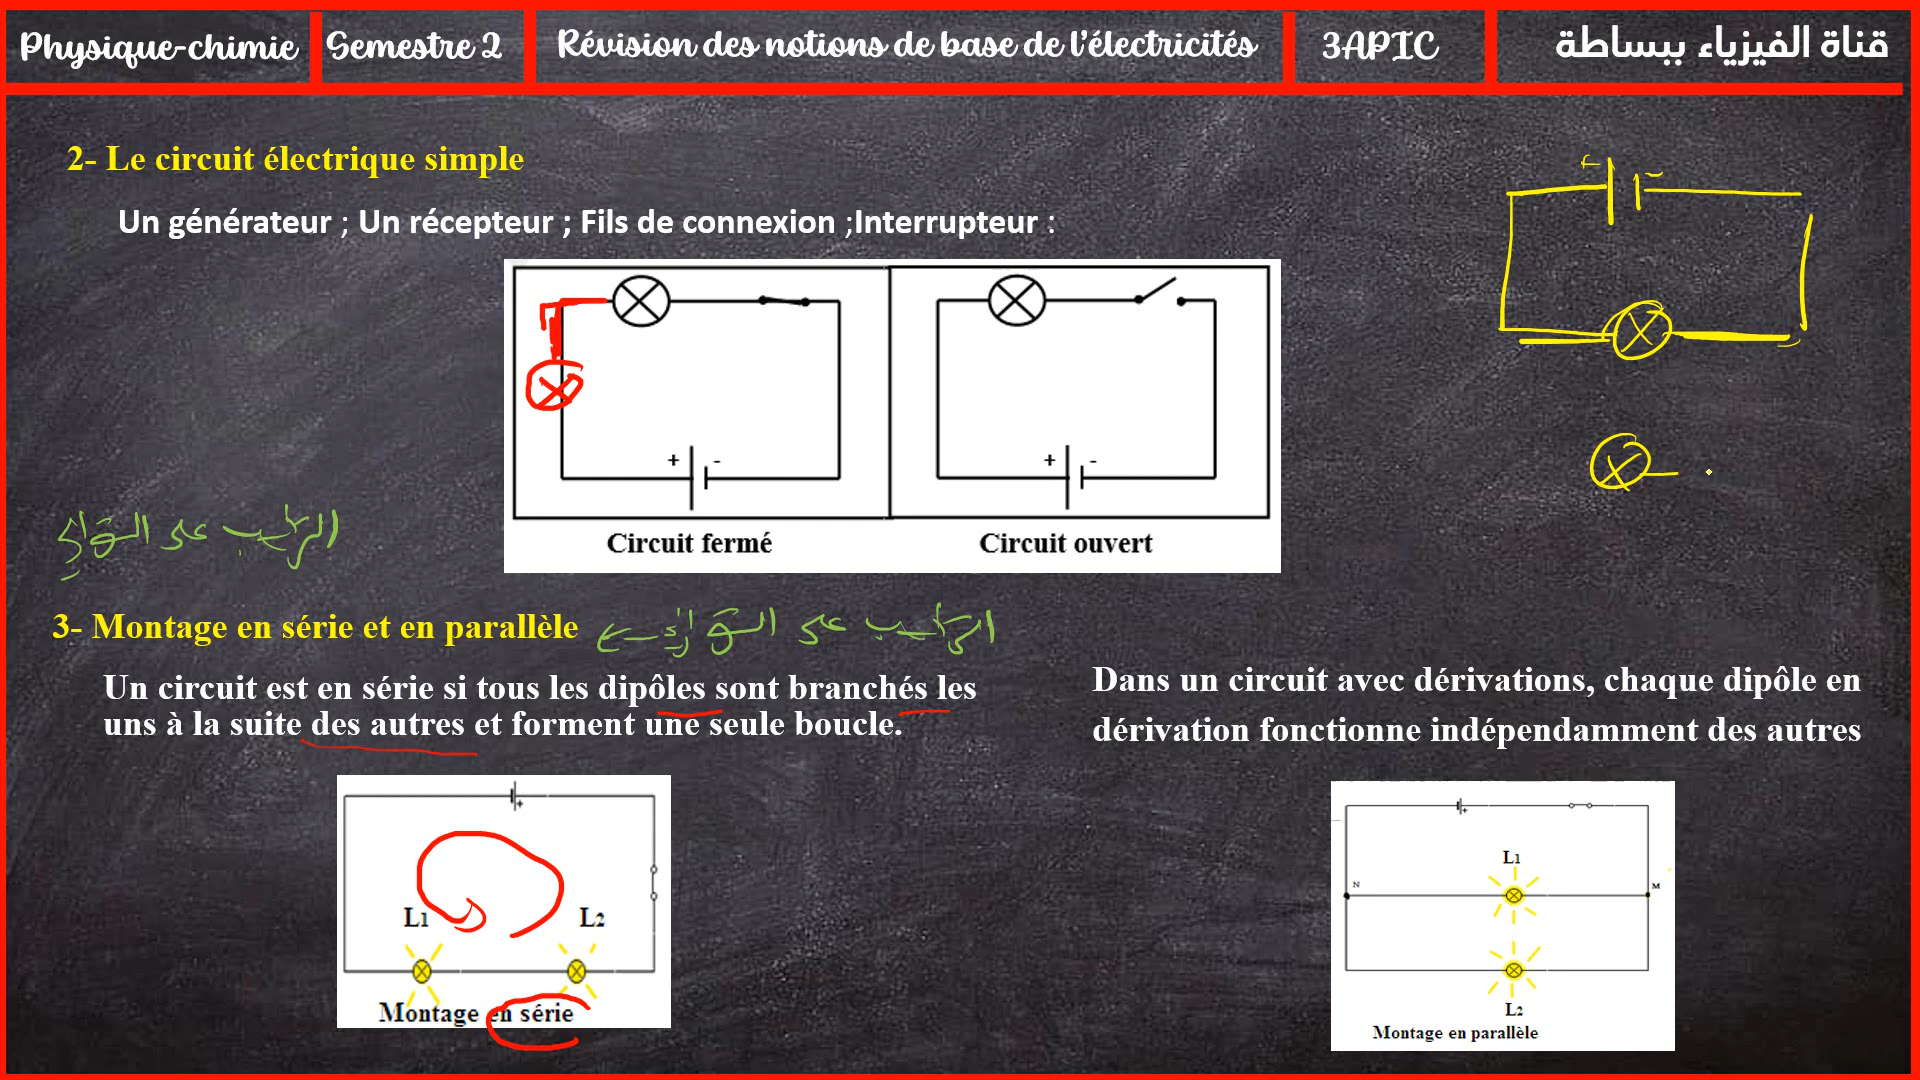 Physique-chimie
Semestre 2
Révision des notions de base de l'électricités
3APIC
قناة الفيزياء ببساطة
2- Le circuit électrique simple
Un générateur ; Un récepteur ; Fils de connexion ;Interrupteur :
+ -
+ -
+ -
Circuit fermé
Circuit ouvert
التركيب على التوالي
3- Montage en série et en parallèle
التركيب على التوازي
Un circuit est en série si tous les dipôles sont branchés les
uns à la suite des autres et forment une seule boucle.
Dans un circuit avec dérivations, chaque dipôle en
dérivation fonctionne indépendamment des autres
+
L1
L2
Montage en série
+
L1
N
M
L2
Montage en parallèle